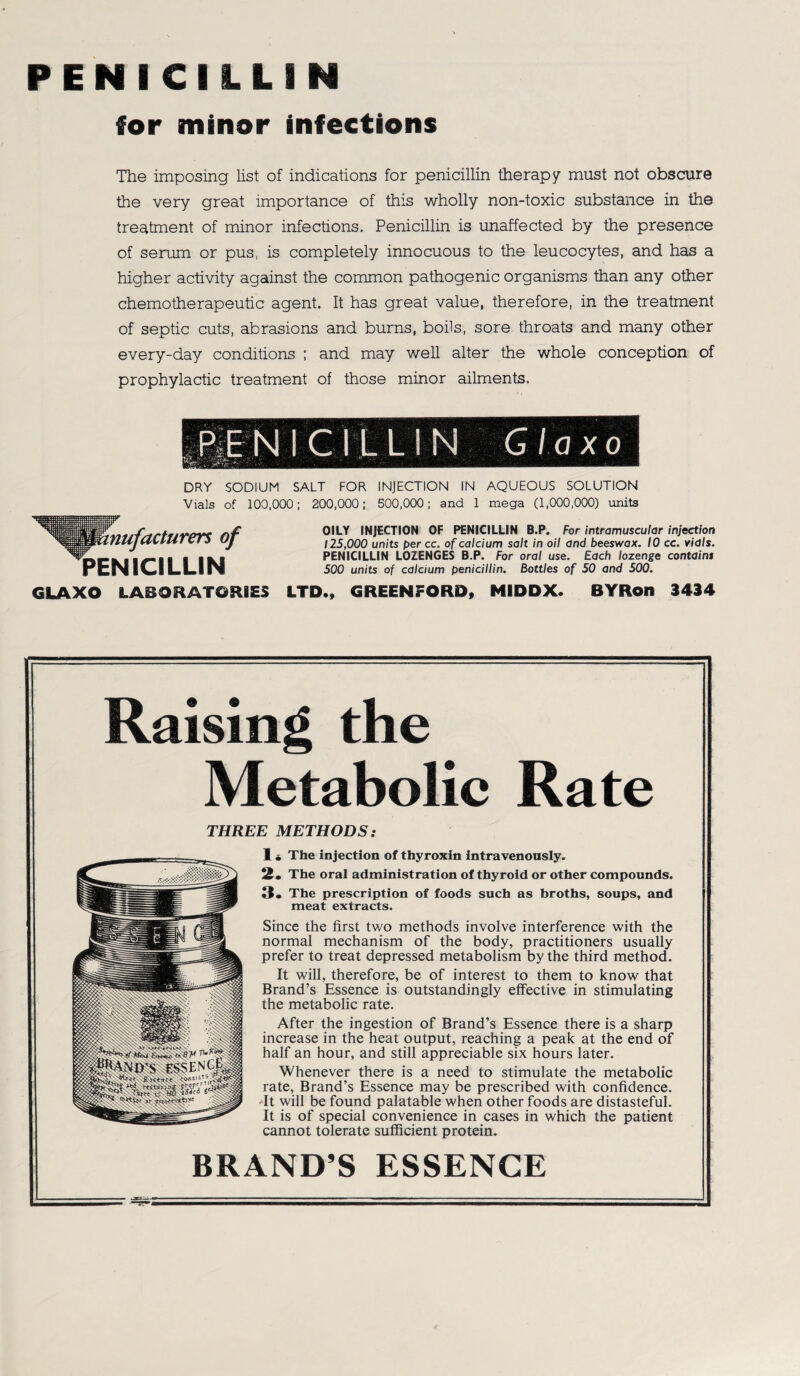 PENICILLIN
for minor infections
The imposing list of indications for penicillin therapy must not obscure
the very great importance of this wholly non-toxic substance in the
treatment of minor infections. Penicillin is unaffected by the presence
of serum or pus, is completely innocuous to the leucocytes, and has a
higher activity against the common pathogenic organisms than any other
chemotherapeutic agent. It has great value, therefore, in the treatment
of septic cuts, abrasions and burns, boils, sore throats and many other
every-day conditions ; and may well alter the whole conception of
prophylactic treatment of those minor ailments.
PENICILLIN Glaxo
DRY SODIUM SALT FOR INJECTION IN AQUEOUS SOLUTION
Vials of 100,000 ; 200,000 ; 500,000 ; and 1 mega (1,000,000) units
Manufacturers of
PENICILLIN
OILY INJECTION OF PENICILLIN B.P. For intramuscular injection
125,000 units per cc. of calcium salt in oil and beeswax. 10 cc. vials.
PENICILLIN LOZENGES B.P. For oral use. Each lozenge contains
500 units of calcium penicillin. Bottles of 50 and 500.
GLAXO LABORATORIES LTD., GREENFORD, MIDDX. BYRon 3434
Raising the
Metabolic Rate
THREE METHODS:
1. The injection of thyroxin intravenously.
2. The oral administration of thyroid or other compounds.
3. The prescription of foods such as broths, soups, and
meat extracts.
Since the first two methods involve interference with the
normal mechanism of the body, practitioners usually
prefer to treat depressed metabolism by the third method.
It will, therefore, be of interest to them to know that
Brand's Essence is outstandingly effective in stimulating
the metabolic rate.
After the ingestion of Brand's Essence there is a sharp
increase in the heat output, reaching a peak at the end of
half an hour, and still appreciable six hours later.
Whenever there is a need to stimulate the metabolic
rate, Brand's Essence may be prescribed with confidence.
It will be found palatable when other foods are distasteful.
It is of special convenience in cases in which the patient
cannot tolerate sufficient protein.
BRAND'S ESSENCE
BRAND'S ESSENCE